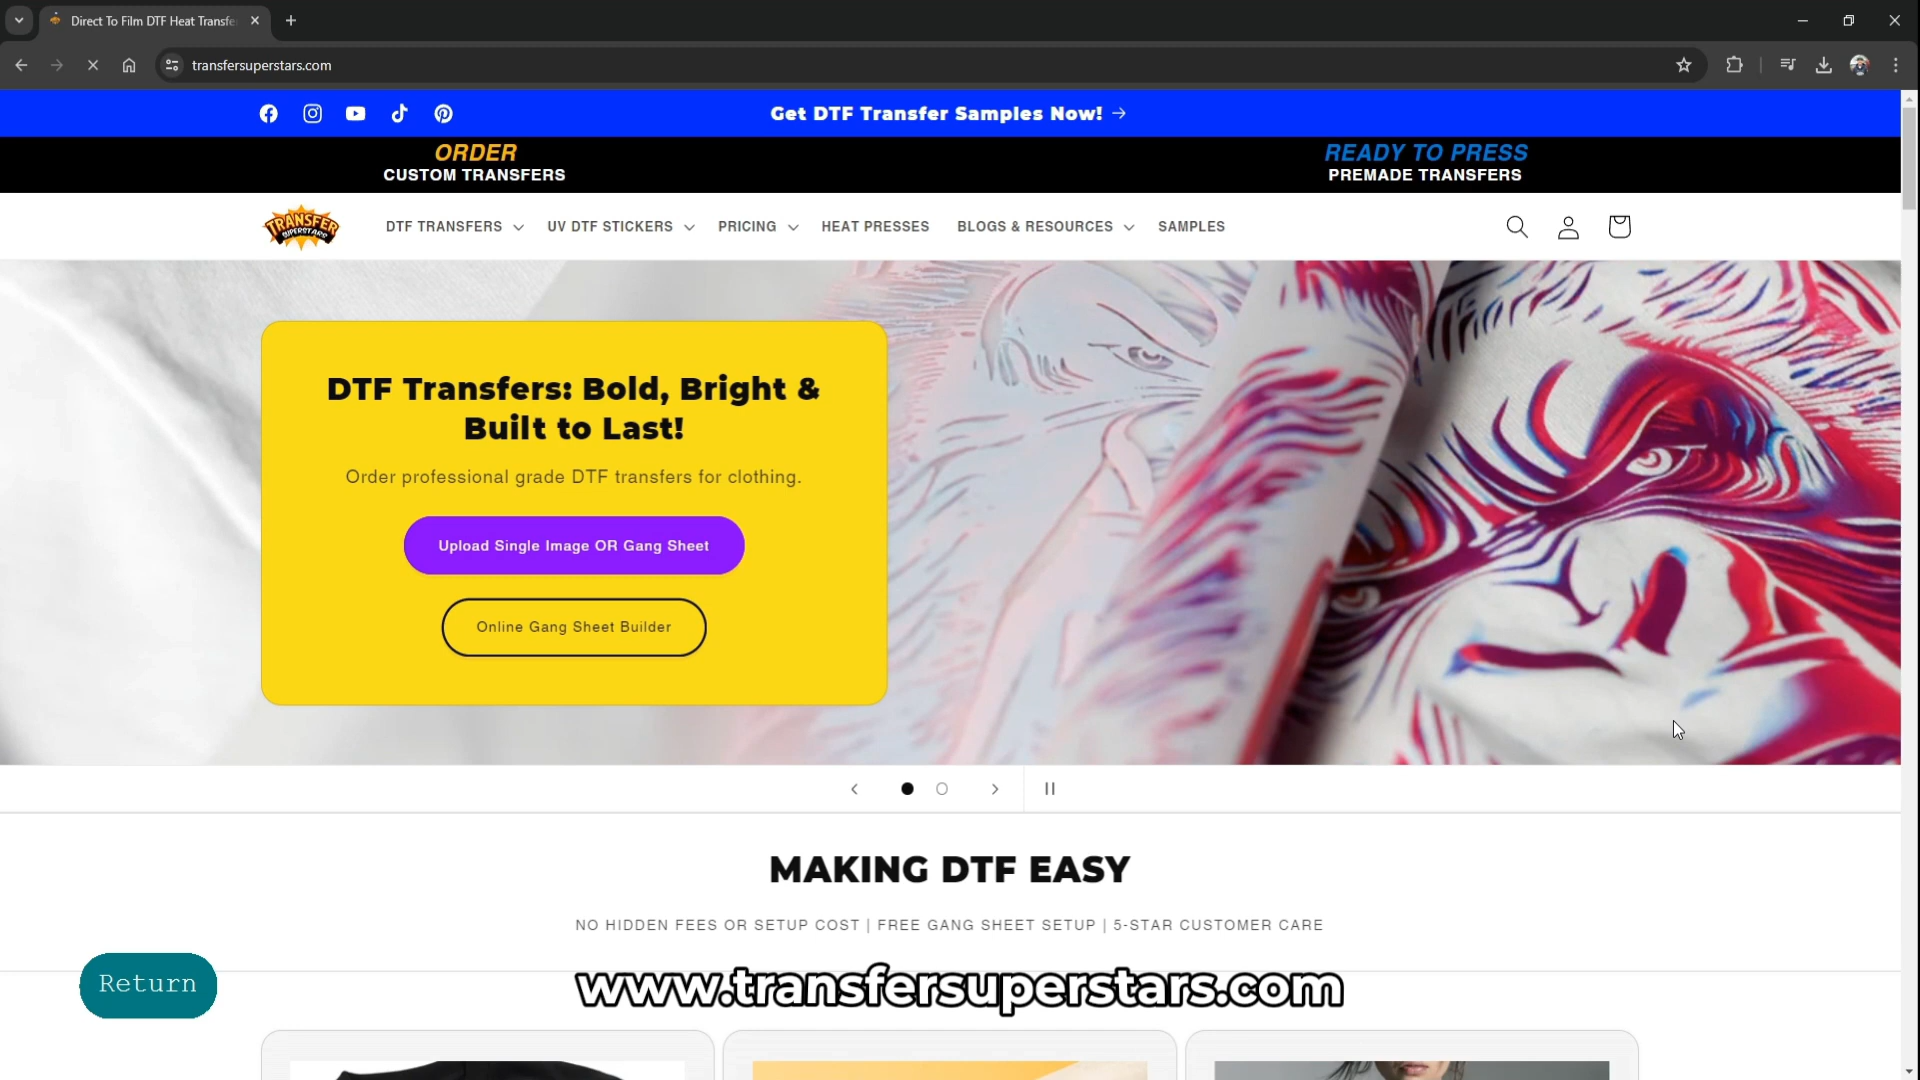 Direct To Film DTF Heat Transfe
transfersuperstars.com
Get DTF Transfer Samples Now! →
ORDER
CUSTOM TRANSFERS
READY TO PRESS
PREMADE TRANSFERS
TRANSFER
SUPERSTARS
DTF TRANSFERS
UV DTF STICKERS
PRICING
HEAT PRESSES
BLOGS & RESOURCES
SAMPLES
DTF Transfers: Bold, Bright &
Built to Last!
Order professional grade DTF transfers for clothing.
Upload Single Image OR Gang Sheet
Online Gang Sheet Builder
MAKING DTF EASY
NO HIDDEN FEES OR SETUP COST | FREE GANG SHEET SETUP | 5-STAR CUSTOMER CARE
Return
www.transfersuperstars.com